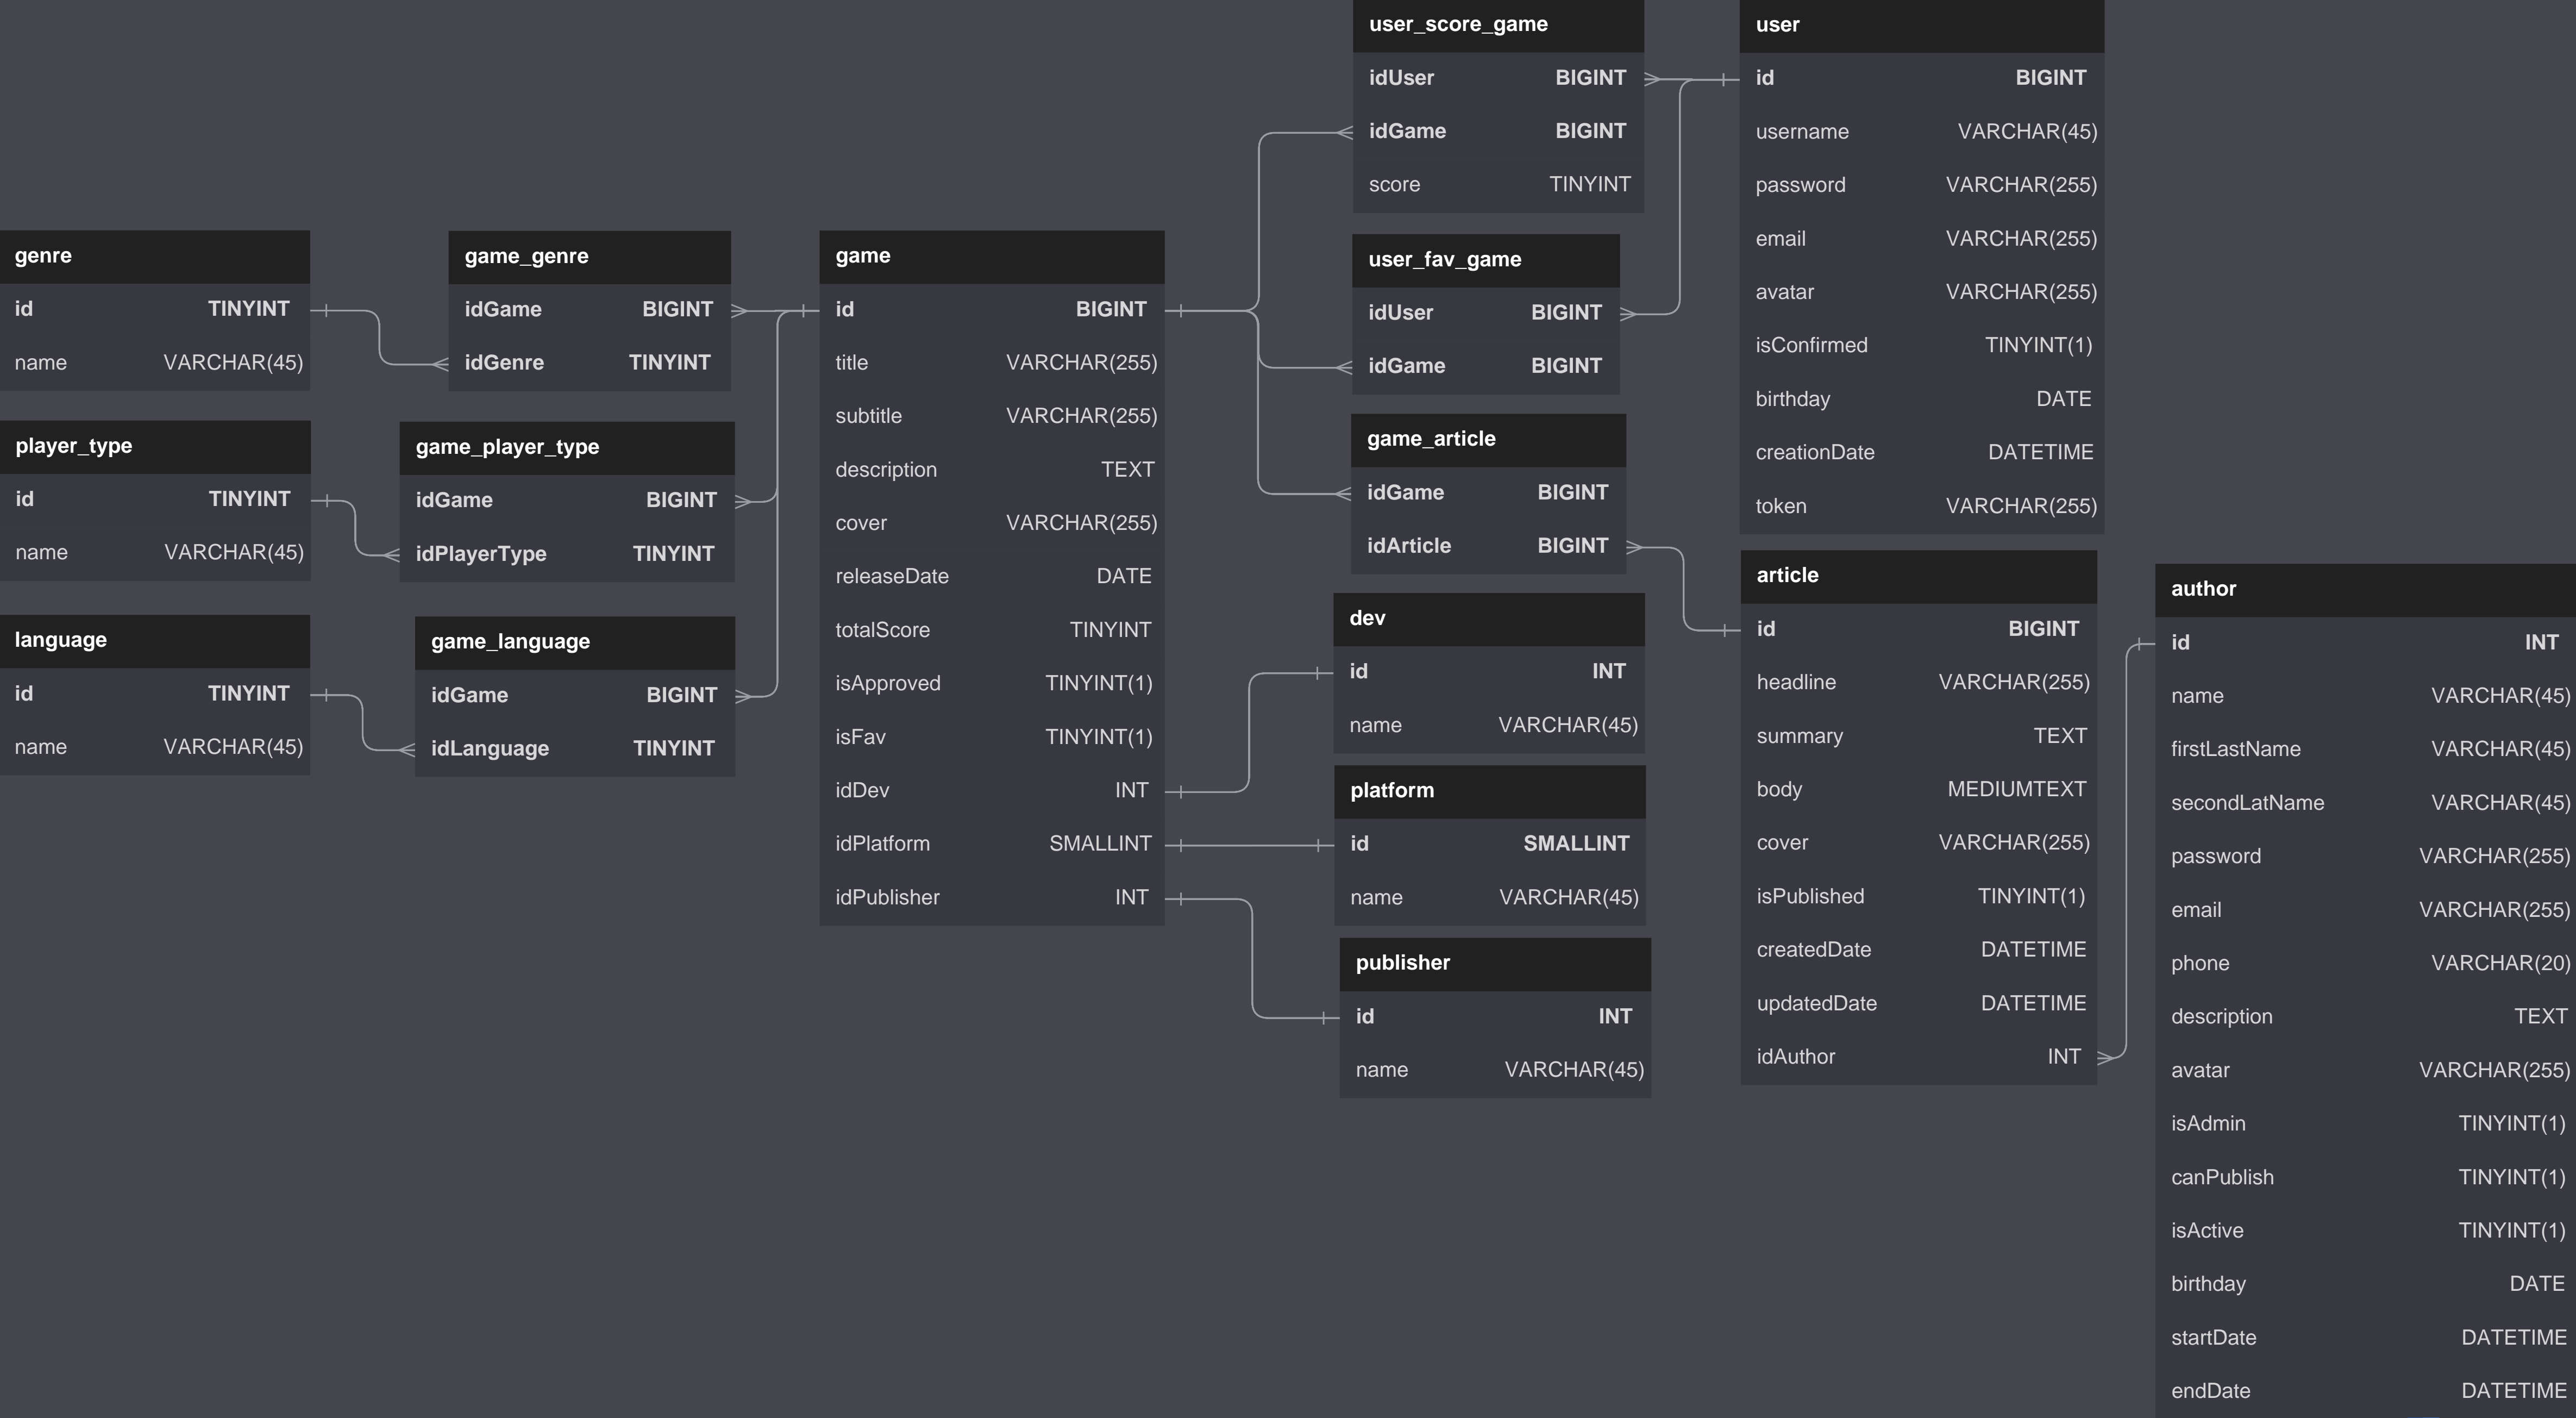 user_score_game
idUser BIGINT
idGame BIGINT
score TINYINT
user
id BIGINT
username VARCHAR(45)
password VARCHAR(255)
email VARCHAR(255)
avatar VARCHAR(255)
isConfirmed TINYINT(1)
birthday DATE
creationDate DATETIME
token VARCHAR(255)
genre
id TINYINT
name VARCHAR(45)
game_genre
idGame BIGINT
idGenre TINYINT
game
id BIGINT
title VARCHAR(255)
subtitle VARCHAR(255)
description TEXT
cover VARCHAR(255)
releaseDate DATE
totalScore TINYINT
isApproved TINYINT(1)
isFav TINYINT(1)
idDev INT
idPlatform SMALLINT
idPublisher INT
user_fav_game
idUser BIGINT
idGame BIGINT
player_type
id TINYINT
name VARCHAR(45)
game_player_type
idGame BIGINT
idPlayerType TINYINT
game_article
idGame BIGINT
idArticle BIGINT
language
id TINYINT
name VARCHAR(45)
game_language
idGame BIGINT
idLanguage TINYINT
dev
id INT
name VARCHAR(45)
platform
id SMALLINT
name VARCHAR(45)
publisher
id INT
name VARCHAR(45)
article
id BIGINT
headline VARCHAR(255)
summary TEXT
body MEDIUMTEXT
cover VARCHAR(255)
isPublished TINYINT(1)
createdDate DATETIME
updatedDate DATETIME
idAuthor INT
author
id INT
name VARCHAR(45)
firstLastName VARCHAR(45)
secondLatName VARCHAR(45)
password VARCHAR(255)
email VARCHAR(255)
phone VARCHAR(20)
description TEXT
avatar VARCHAR(255)
isAdmin TINYINT(1)
canPublish TINYINT(1)
isActive TINYINT(1)
birthday DATE
startDate DATETIME
endDate DATETIME